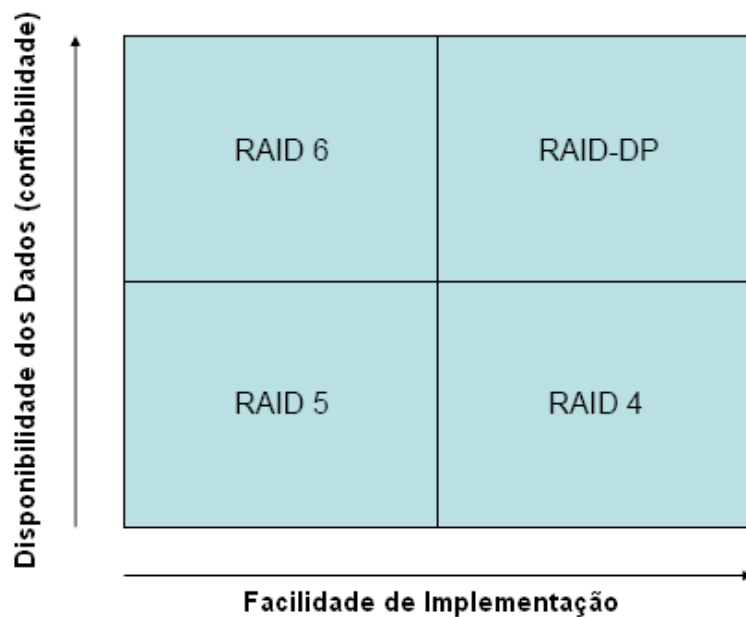 Disponibilidade dos Dados (confiabilidade)
RAID 6
RAID-DP
RAID 5
RAID 4
Facilidade de Implementação